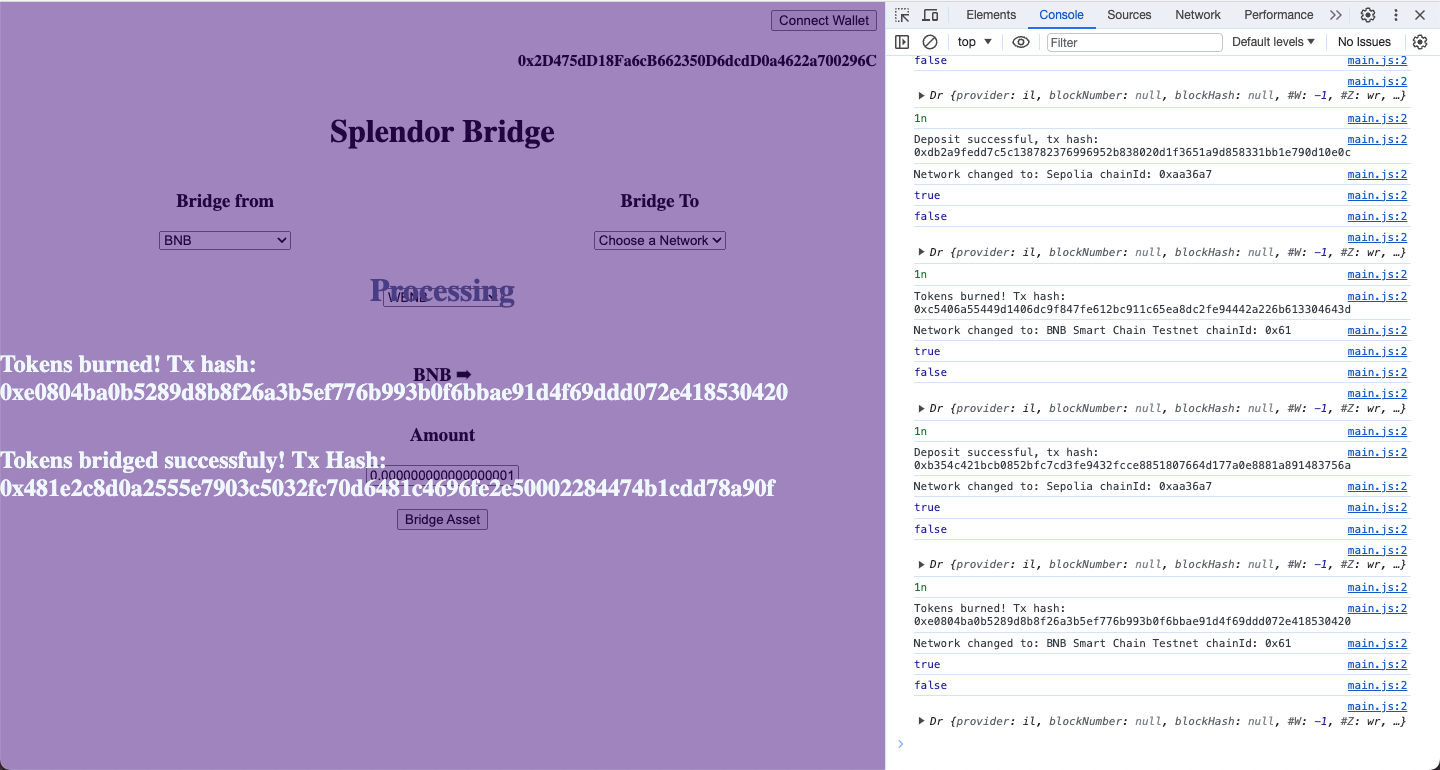 Connect Wallet
0x2D475dD18Fa6cB662350D6dcdD0a4622a700296C
Splendor Bridge
Bridge from
Bridge To
BNB
Choose a Network
Processing
WBNB
Tokens burned! Tx hash:
0xe0804ba0b5289d8b8f26a3b5ef776b993b0f6bbae91d4f69ddd072e418530420
BNB ➡
Amount
Tokens bridged successfuly! Tx Hash:
0x481e2c8d0a2555e7903c5032fc70d6481c4696fe2e50002284474b1cdd78a90f
0.000000000000000001
Bridge Asset
Elements Console Sources Network Performance
top Filter Default levels No Issues
false main.js:2
main.js:2
Dr {provider: il, blockNumber: null, blockHash: null, #W: −1, #Z: wr, …}
1n main.js:2
Deposit successful, tx hash: main.js:2
0xdb2a9fedd7c5c138782376996952b838020d1f3651a9d858331bb1e790d10e0c
Network changed to: Sepolia chainId: 0xaa36a7 main.js:2
true main.js:2
false main.js:2
main.js:2
Dr {provider: il, blockNumber: null, blockHash: null, #W: −1, #Z: wr, …}
1n main.js:2
Tokens burned! Tx hash: main.js:2
0xc5406a55449d1406dc9f847fe612bc911c65ea8dc2fe94442a226b613304643d
Network changed to: BNB Smart Chain Testnet chainId: 0x61 main.js:2
true main.js:2
false main.js:2
main.js:2
Dr {provider: il, blockNumber: null, blockHash: null, #W: −1, #Z: wr, …}
1n main.js:2
Deposit successful, tx hash: main.js:2
0xb354c421bcb0852bfc7cd3fe9432fcce8851807664d177a0e8881a891483756a
Network changed to: Sepolia chainId: 0xaa36a7 main.js:2
true main.js:2
false main.js:2
main.js:2
Dr {provider: il, blockNumber: null, blockHash: null, #W: −1, #Z: wr, …}
1n main.js:2
Tokens burned! Tx hash: main.js:2
0xe0804ba0b5289d8b8f26a3b5ef776b993b0f6bbae91d4f69ddd072e418530420
Network changed to: BNB Smart Chain Testnet chainId: 0x61 main.js:2
true main.js:2
false main.js:2
main.js:2
Dr {provider: il, blockNumber: null, blockHash: null, #W: −1, #Z: wr, …}